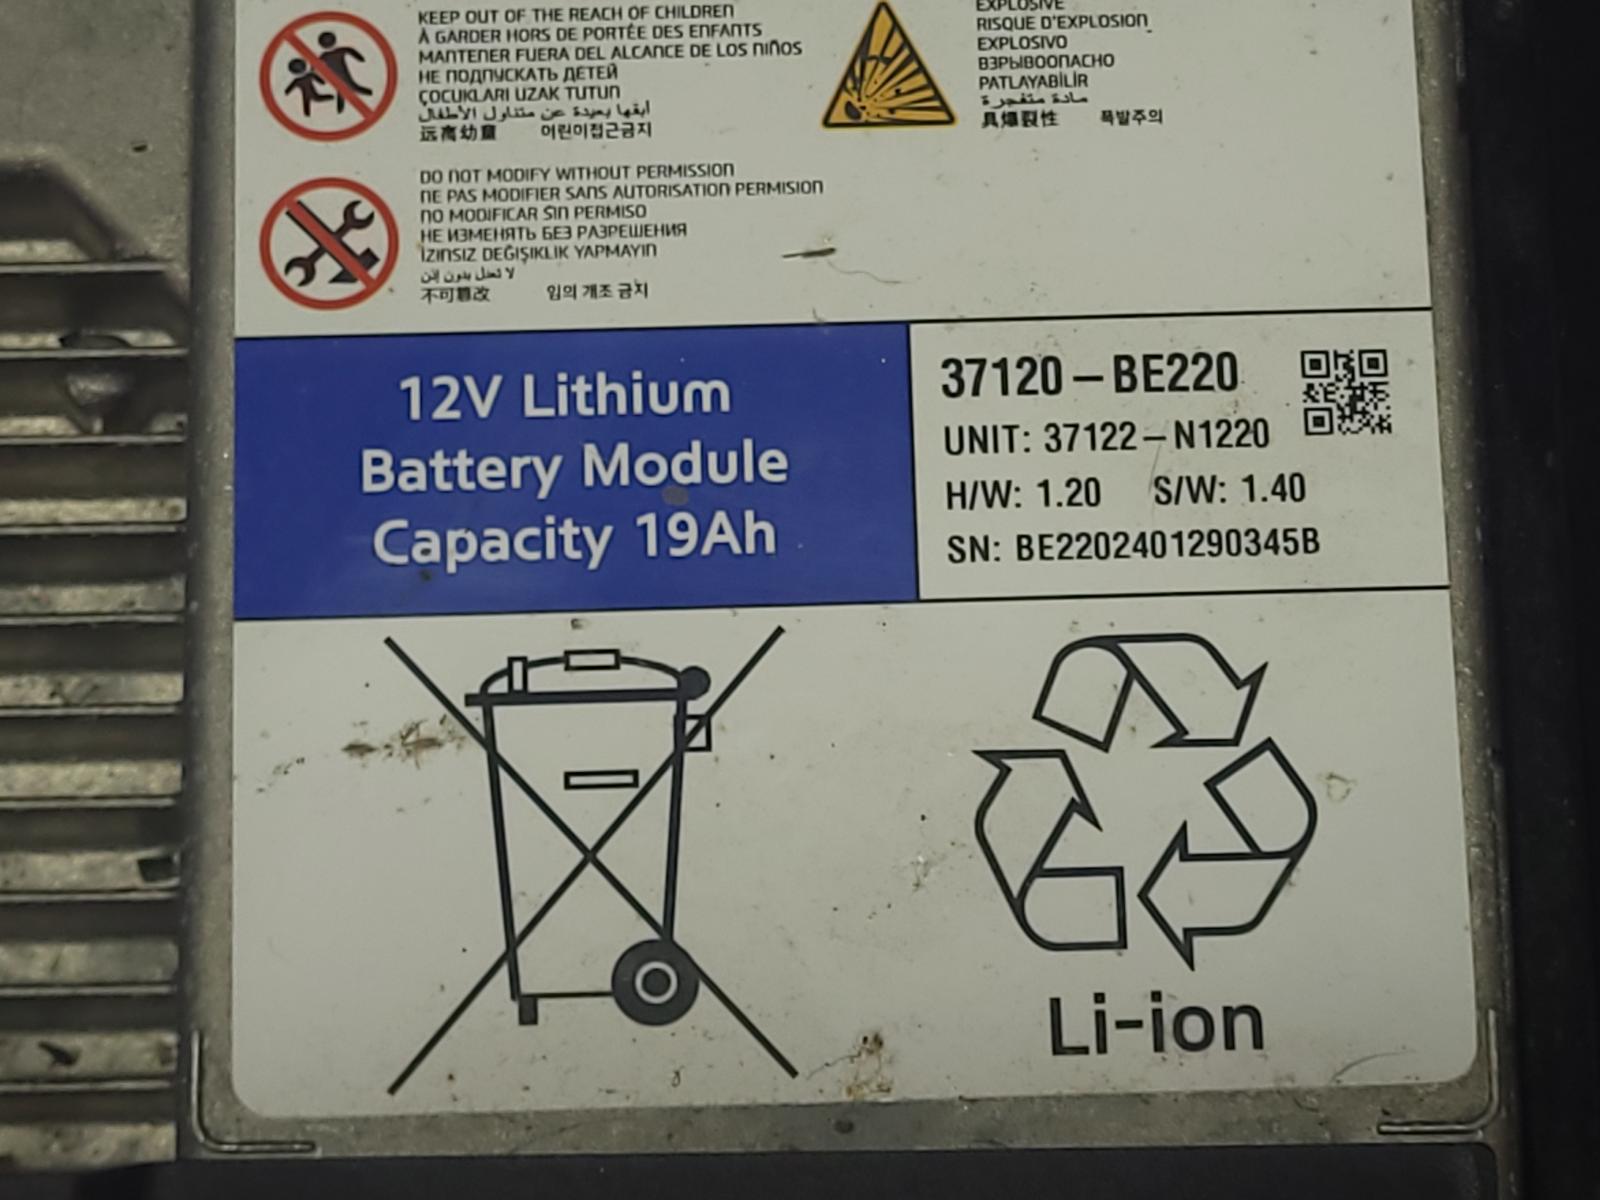 KEEP OUT OF THE REACH OF CHILDREN
À GARDER HORS DE PORTÉE DES ENFANTS
MANTENER FUERA DEL ALCANCE DE LOS NIÑOS
НЕ ПОДПУСКАТЬ ДЕТЕЙ
ÇOCUKLARI UZAK TUTUN
ابقها بعيدة عن متناول الأطفال
远离幼童 어린이접근금지
EXPLOSIVE
RISQUE D'EXPLOSION
EXPLOSIVO
ВЗРЫВООПАСНО
PATLAYABİLİR
مادة متفجرة
具爆裂性 폭발주의
DO NOT MODIFY WITHOUT PERMISSION
NE PAS MODIFIER SANS AUTORISATION PERMISION
NO MODIFICAR SIN PERMISO
НЕ ИЗМЕНЯТЬ БЕЗ РАЗРЕШЕНИЯ
İZİNSİZ DEĞİŞİKLİK YAPMAYIN
لا تعدل بدون إذن
不可篡改 임의 개조 금지
12V Lithium
Battery Module
Capacity 19Ah
37120 – BE220
UNIT: 37122 – N1220
H/W: 1.20 S/W: 1.40
SN: BE2202401290345B
Li-ion